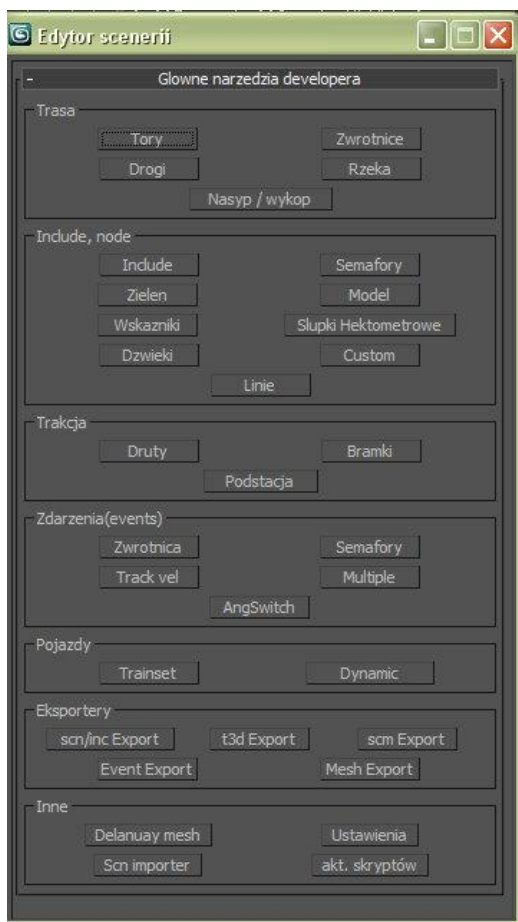 Edytor scenerii
- Glowne narzedzia developera
Trasa
Tory Zwrotnice
Drogi Rzeka
Nasyp / wykop
Include, node
Include Semafory
Zielen Model
Wskazniki Slupki Hektometrowe
Dzwieki Custom
Linie
Trakcja
Druty Bramki
Podstacja
Zdarzenia(events)
Zwrotnica Semafory
Track vel Multiple
AngSwitch
Pojazdy
Trainset Dynamic
Eksportery
scn/inc Export t3d Export scm Export
Event Export Mesh Export
Inne
Delanuay mesh Ustawienia
Scn importer akt. skryptów